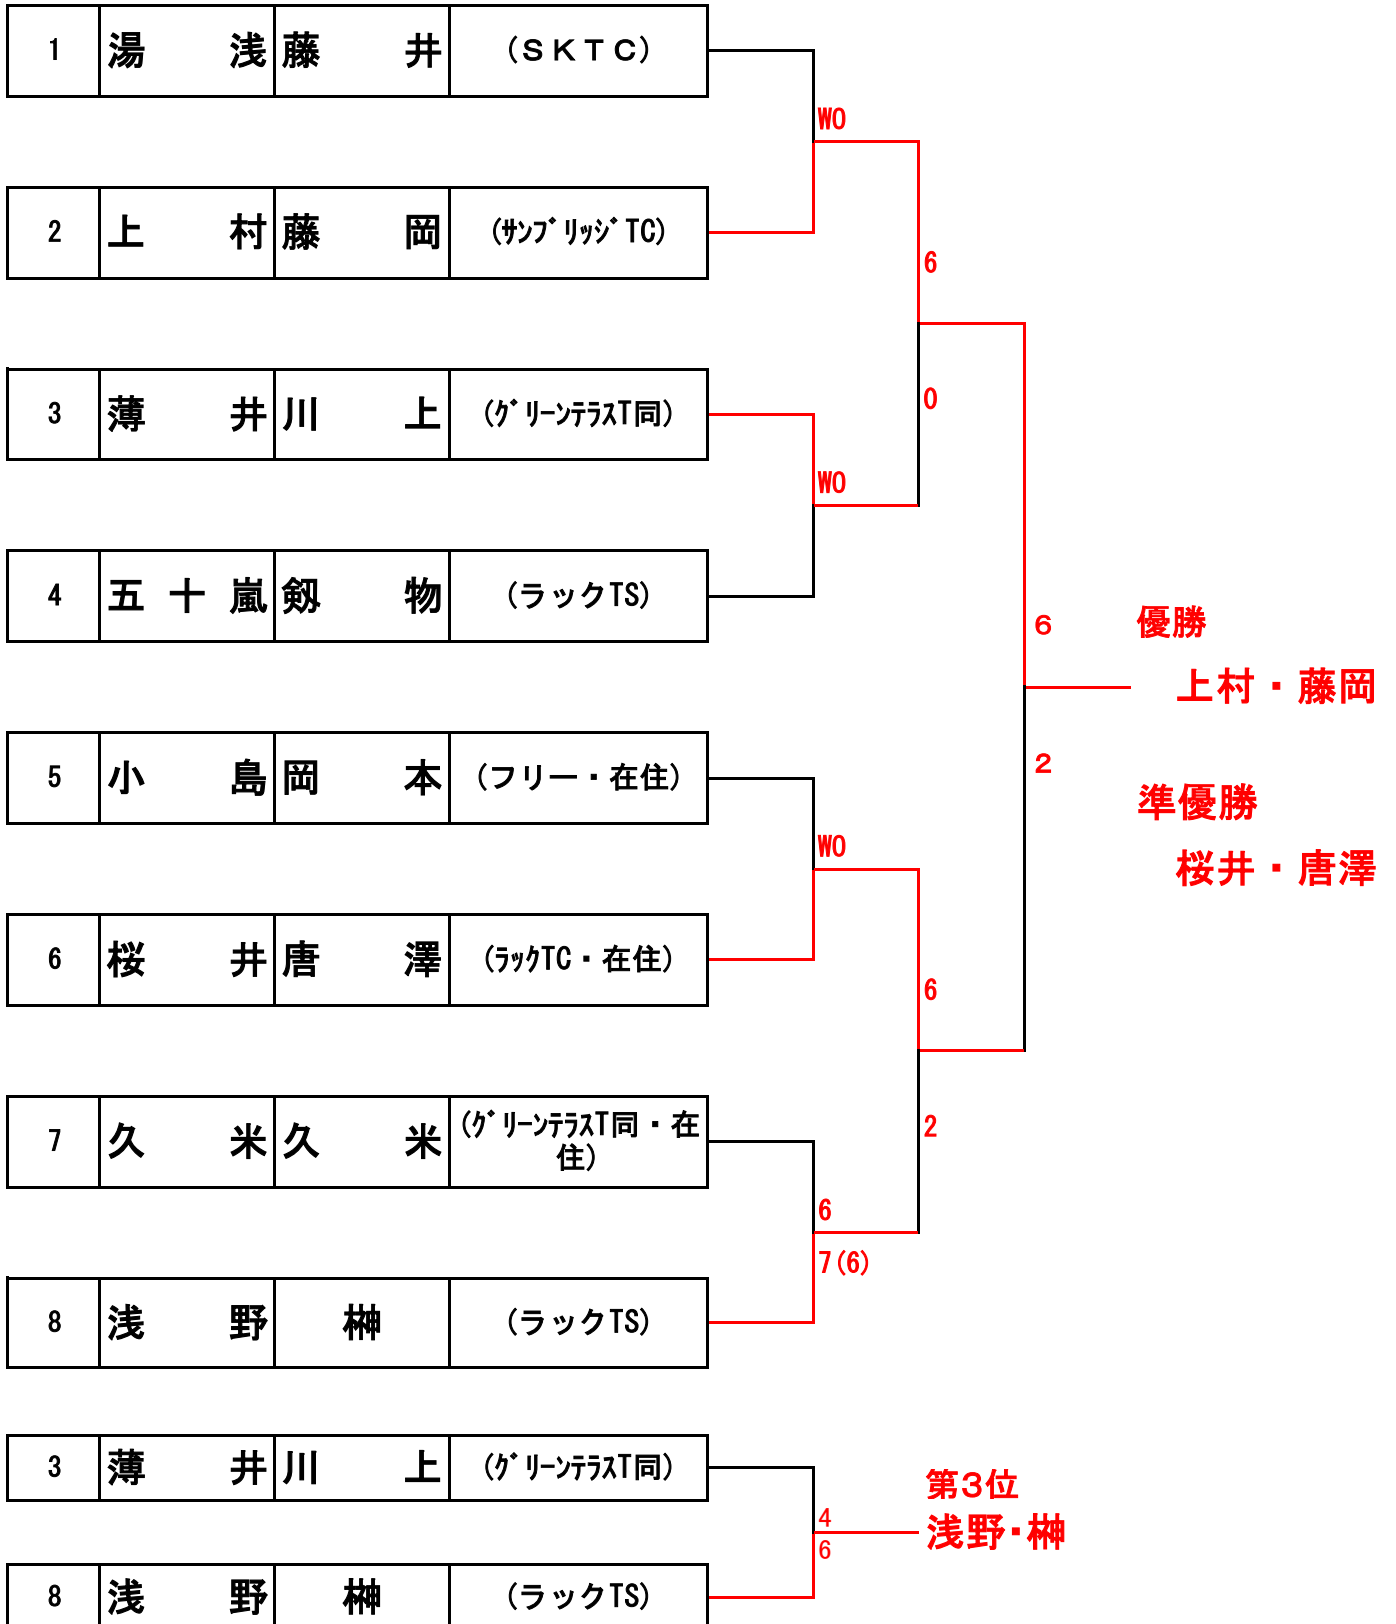 1 湯浅 藤井 (ＳＫＴＣ)
WO
2 上村 藤岡 (ｻﾝﾌﾞﾘｯｼﾞTC)
6
3 薄井 川上 (ｸﾞﾘｰﾝﾃﾗｽT同)
0
WO
4 五十嵐 剱物 (ラックTS)
6 優勝
上村・藤岡
5 小島 岡本 (フリー・在住)
2
準優勝
WO
桜井・唐澤
6 桜井 唐澤 (ﾗｯｸTC・在住)
6
7 久米 久米 (ｸﾞﾘｰﾝﾃﾗｽT同・在
住)
2
6
7(6)
8 浅野 榊 (ラックTS)
3 薄井 川上 (ｸﾞﾘｰﾝﾃﾗｽT同)
第３位
4
浅野・榊
6
8 浅野 榊 (ラックTS)